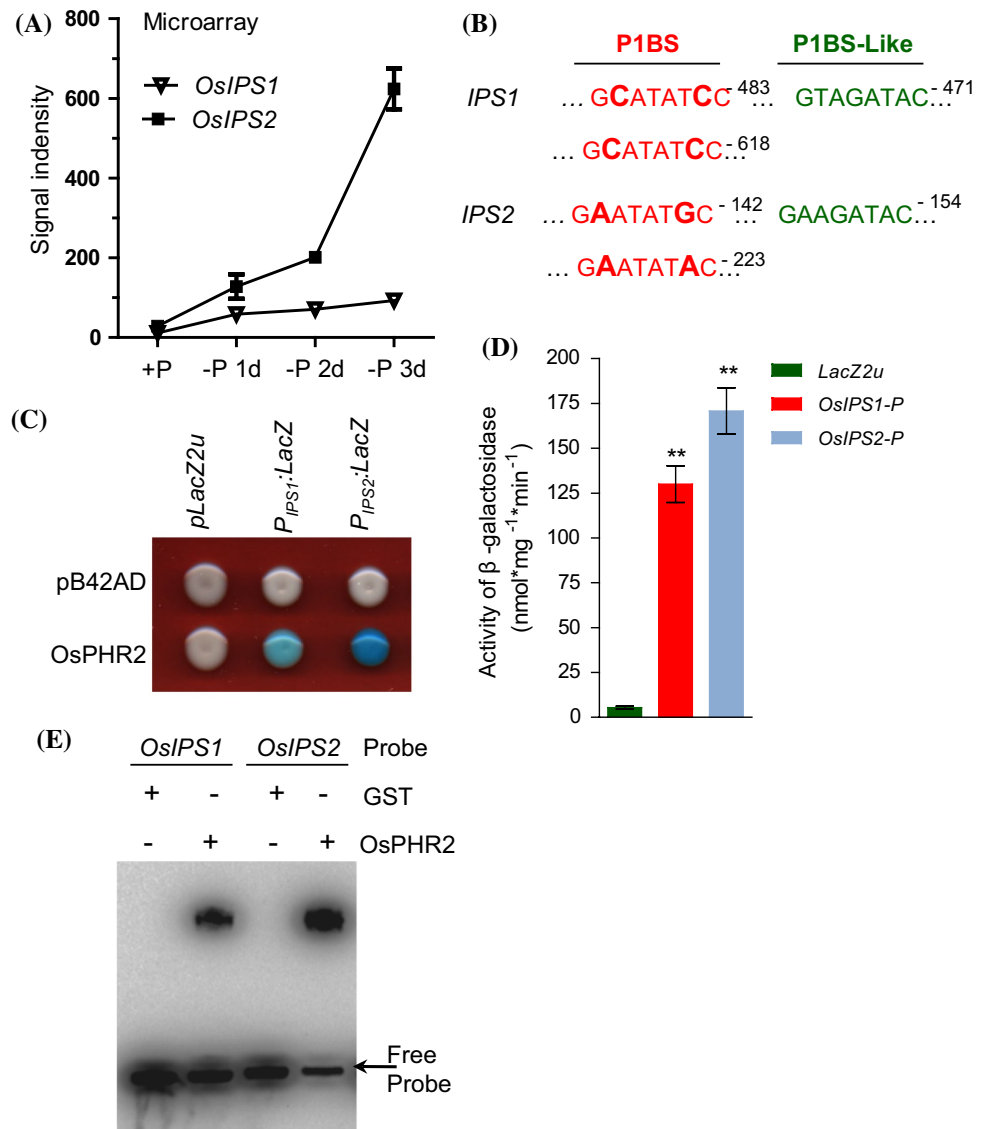 (A)
Microarray
OsIPS1
OsIPS2
Signal indensity
800
600
400
200
0
+P -P 1d -P 2d -P 3d
(B)
P1BS P1BS-Like
IPS1 ... GCATATCC-483 ... GTAGATAC-471...
... GCATATCC-618...
IPS2 ... GAATATGC-142 ... GAAGATAC-154...
... GAATATAC-223...
(C)
pLacZ2u PIPS1:LacZ PIPS2:LacZ
pB42AD
OsPHR2
(D)
Activity of β -galactosidase
(nmol*mg-1*min-1)
200
175
150
125
100
75
50
25
0
**
**
LacZ2u
OsIPS1-P
OsIPS2-P
(E)
OsIPS1 OsIPS2 Probe
+ - + - GST
- + - + OsPHR2
Free
Probe